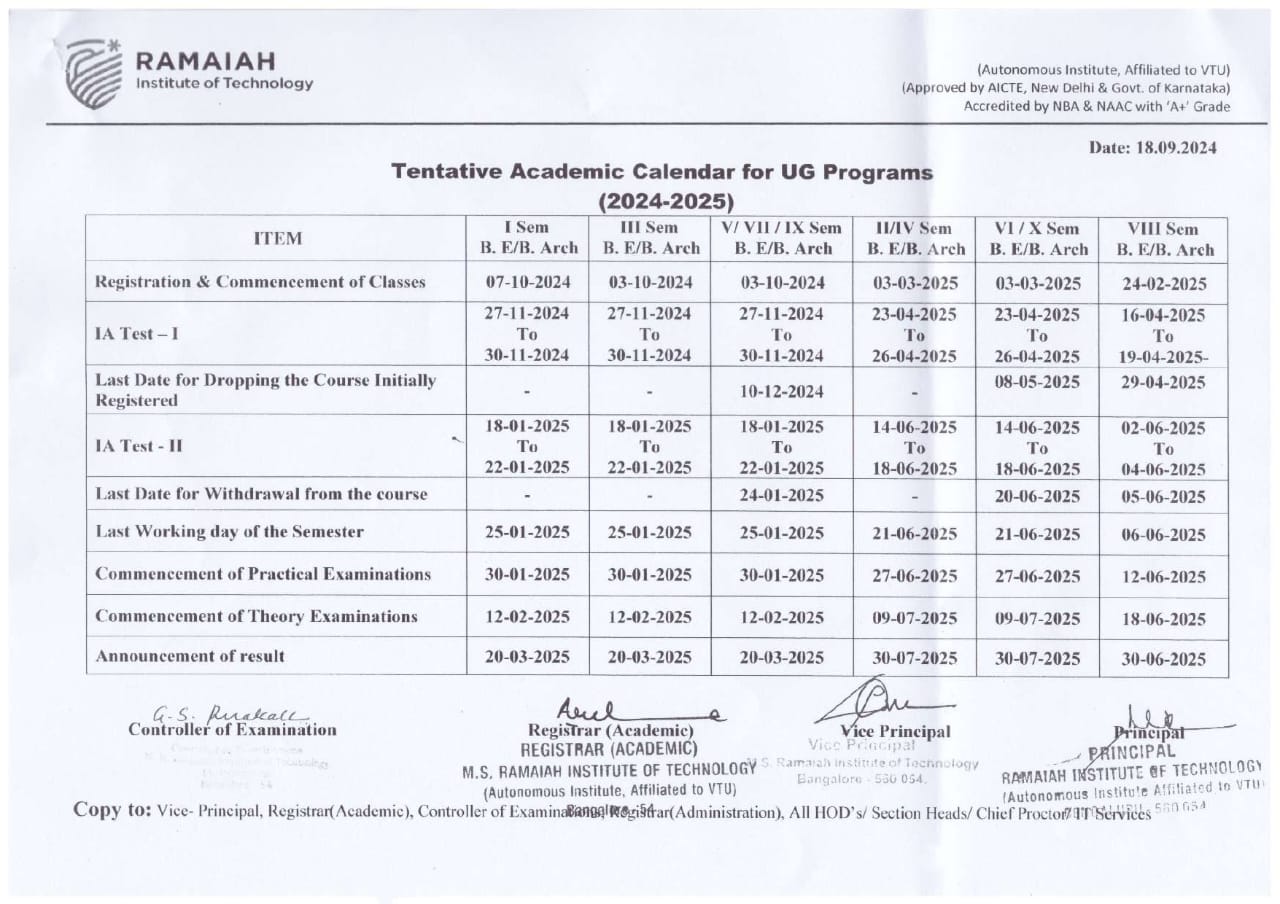 RAMAIAH
Institute of Technology
(Autonomous Institute, Affiliated to VTU)
(Approved by AICTE, New Delhi & Govt. of Karnataka)
Accredited by NBA & NAAC with ‘A+’ Grade
Date: 18.09.2024
Tentative Academic Calendar for UG Programs
(2024-2025)
ITEM | I Sem B. E/B. Arch | III Sem B. E/B. Arch | V/ VII / IX Sem B. E/B. Arch | II/IV Sem B. E/B. Arch | VI / X Sem B. E/B. Arch | VIII Sem B. E/B. Arch
Registration & Commencement of Classes | 07-10-2024 | 03-10-2024 | 03-10-2024 | 03-03-2025 | 03-03-2025 | 24-02-2025
IA Test – I | 27-11-2024 To 30-11-2024 | 27-11-2024 To 30-11-2024 | 27-11-2024 To 30-11-2024 | 23-04-2025 To 26-04-2025 | 23-04-2025 To 26-04-2025 | 16-04-2025 To 19-04-2025-
Last Date for Dropping the Course Initially Registered | - | - | 10-12-2024 | - | 08-05-2025 | 29-04-2025
IA Test - II | 18-01-2025 To 22-01-2025 | 18-01-2025 To 22-01-2025 | 18-01-2025 To 22-01-2025 | 14-06-2025 To 18-06-2025 | 14-06-2025 To 18-06-2025 | 02-06-2025 To 04-06-2025
Last Date for Withdrawal from the course | - | - | 24-01-2025 | - | 20-06-2025 | 05-06-2025
Last Working day of the Semester | 25-01-2025 | 25-01-2025 | 25-01-2025 | 21-06-2025 | 21-06-2025 | 06-06-2025
Commencement of Practical Examinations | 30-01-2025 | 30-01-2025 | 30-01-2025 | 27-06-2025 | 27-06-2025 | 12-06-2025
Commencement of Theory Examinations | 12-02-2025 | 12-02-2025 | 12-02-2025 | 09-07-2025 | 09-07-2025 | 18-06-2025
Announcement of result | 20-03-2025 | 20-03-2025 | 20-03-2025 | 30-07-2025 | 30-07-2025 | 30-06-2025
Controller of Examination
Registrar (Academic)
REGISTRAR (ACADEMIC)
M.S, RAMAIAH INSTITUTE OF TECHNOLOGY
(Autonomous Institute, Affiliated to VTU)
Bangalore - 54
Vice Principal
Vice Principal
M.S. Ramaiah Institute of Technology
Bangalore - 560 054.
Principal
PRINCIPAL
RAMAIAH INSTITUTE OF TECHNOLOGY
(Autonomous Institute Affiliated to VTU)
560 054
Copy to: Vice- Principal, Registrar(Academic), Controller of Examinations, Registrar(Administration), All HOD’s/ Section Heads/ Chief Proctor/ IT Services